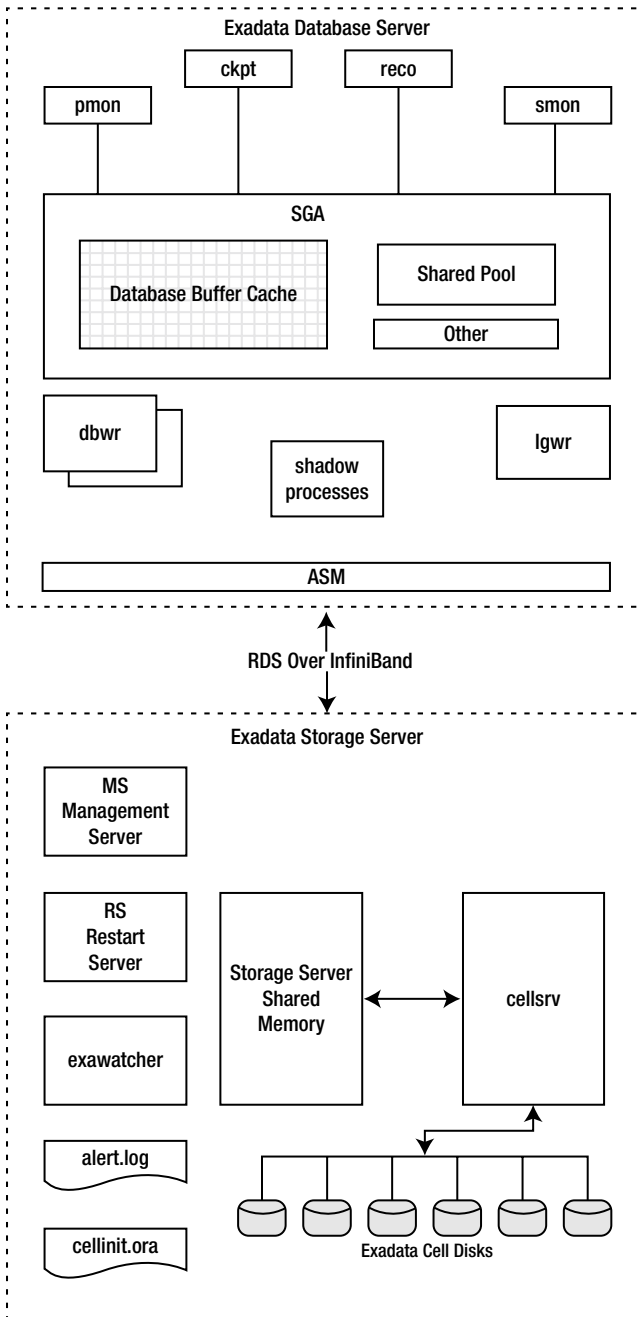 Exadata Database Server
ckpt
reco
pmon
smon
SGA
Database Buffer Cache
Shared Pool
Other
dbwr
lgwr
shadow
processes
ASM
RDS Over InfiniBand
Exadata Storage Server
MS
Management
Server
RS
Restart
Server
Storage Server
Shared
Memory
cellsrv
exawatcher
alert.log
cellinit.ora
Exadata Cell Disks